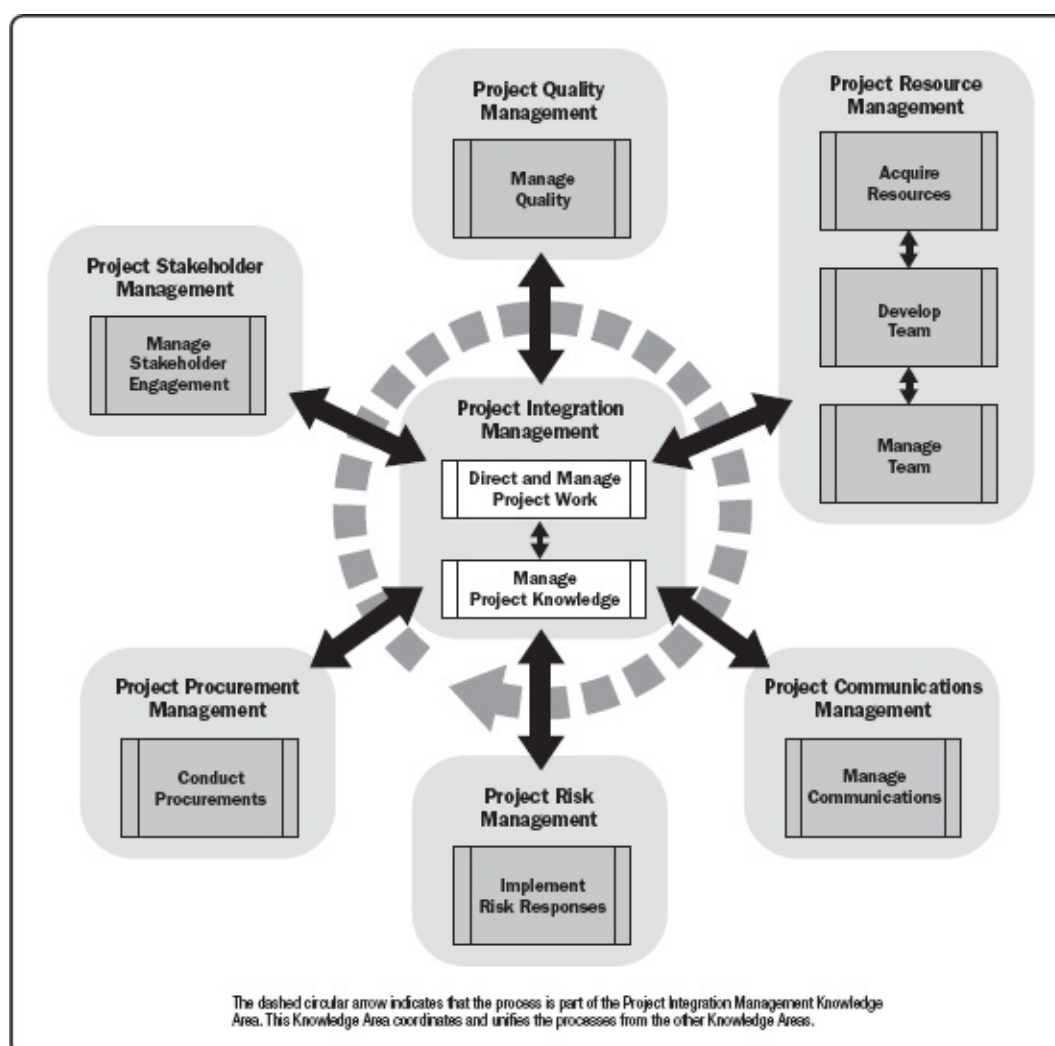 Project Quality
Management
Manage
Quality
Project Resource
Management
Acquire
Resources
Develop
Team
Manage
Team
Project Stakeholder
Management
Manage
Stakeholder
Engagement
Project Integration
Management
Direct and Manage
Project Work
Manage
Project Knowledge
Project Procurement
Management
Conduct
Procurements
Project Risk
Management
Implement
Risk Responses
Project Communications
Management
Manage
Communications
The dashed circular arrow indicates that the process is part of the Project Integration Management Knowledge
Area. This Knowledge Area coordinates and unifies the processes from the other Knowledge Areas.